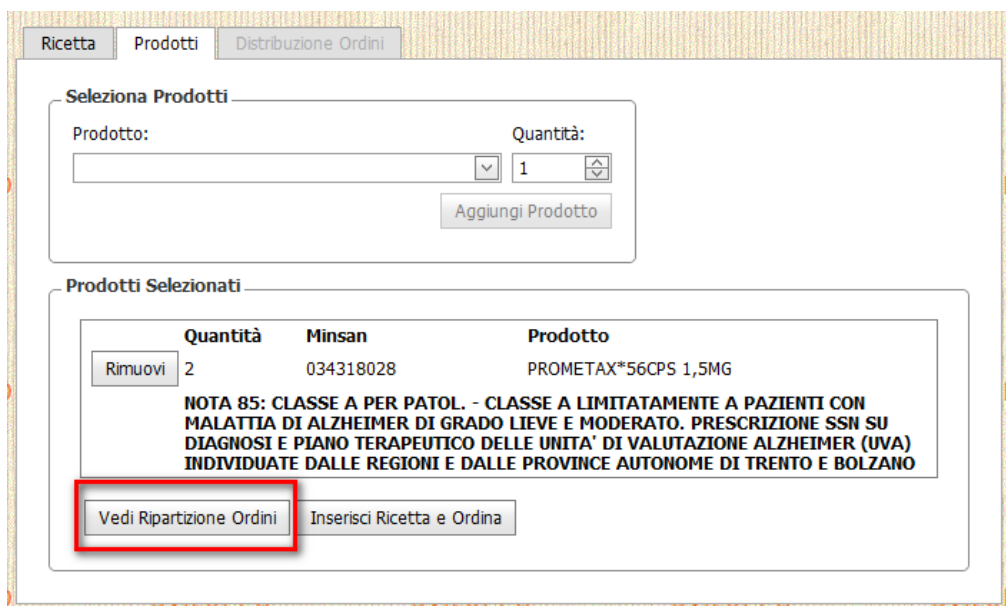 Ricetta Prodotti Distribuzione Ordini
Seleziona Prodotti
Prodotto: Quantità:
1
Aggiungi Prodotto
Prodotti Selezionati
Quantità Minsan Prodotto
Rimuovi 2 034318028 PROMETAX*56CPS 1,5MG
NOTA 85: CLASSE A PER PATOL. - CLASSE A LIMITATAMENTE A PAZIENTI CON
MALATTIA DI ALZHEIMER DI GRADO LIEVE E MODERATO. PRESCRIZIONE SSN SU
DIAGNOSI E PIANO TERAPEUTICO DELLE UNITA' DI VALUTAZIONE ALZHEIMER (UVA)
INDIVIDUATE DALLE REGIONI E DALLE PROVINCE AUTONOME DI TRENTO E BOLZANO
Vedi Ripartizione Ordini Inserisci Ricetta e Ordina